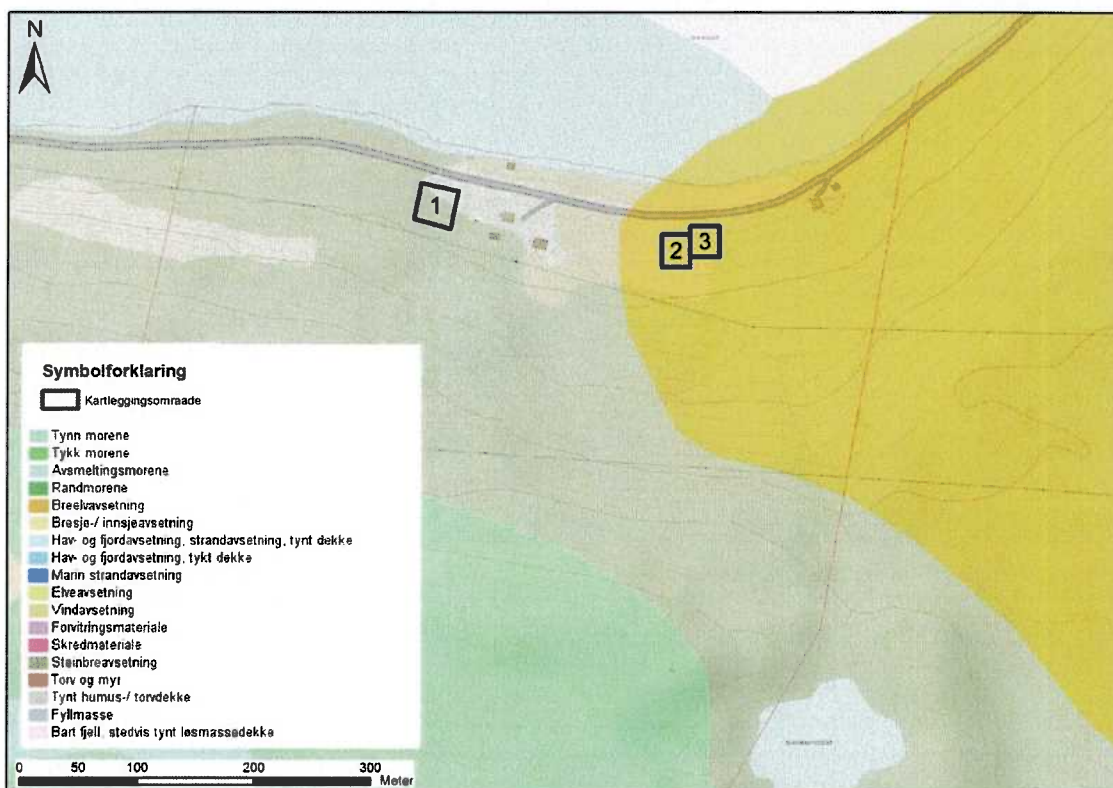 N
1
2
3
Symbolforklaring
Kartleggingsomraade
Tynn morene
Tykk morene
Avsmeltingsmorene
Randmorene
Breelvavsetning
Bresjø-/ innsjøavsetning
Hav- og fjordavsetning, strandavsetning, tynt dekke
Hav- og fjordavsetning, tykt dekke
Marin strandavsetning
Elveavsetning
Vindavsetning
Forvitringsmateriale
Skredmateriale
Steinbreavsetning
Torv og myr
Tynt humus-/ torvdekke
Fyllmasse
Bart fjell, stedvis tynt løsmassedekke
0 50 100 200 300
Meter